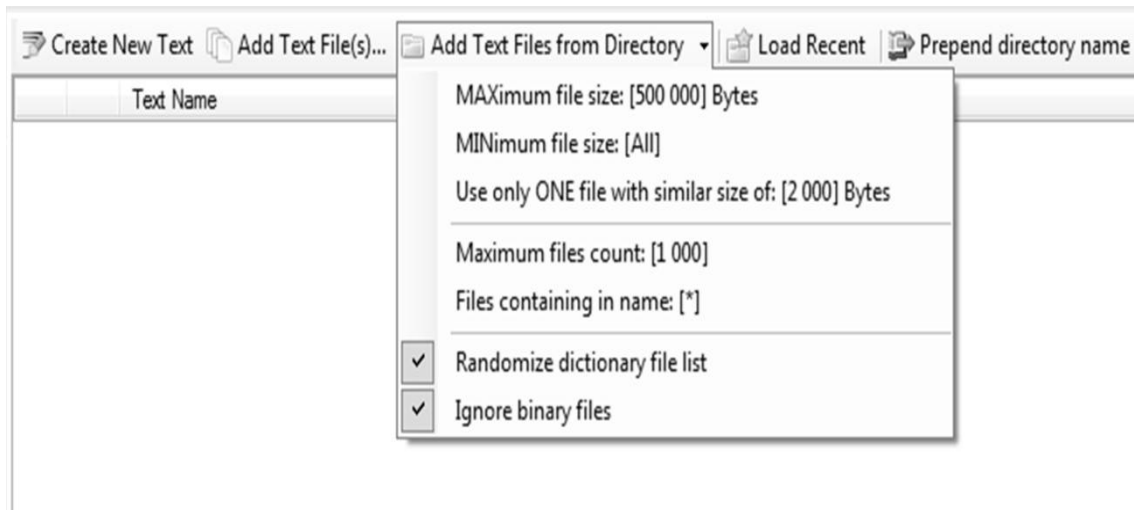 Create New Text Add Text File(s)... Add Text Files from Directory Load Recent Prepend directory name
Text Name
MAXimum file size: [500 000] Bytes
MINimum file size: [All]
Use only ONE file with similar size of: [2 000] Bytes
Maximum files count: [1 000]
Files containing in name: [*]
Randomize dictionary file list
Ignore binary files